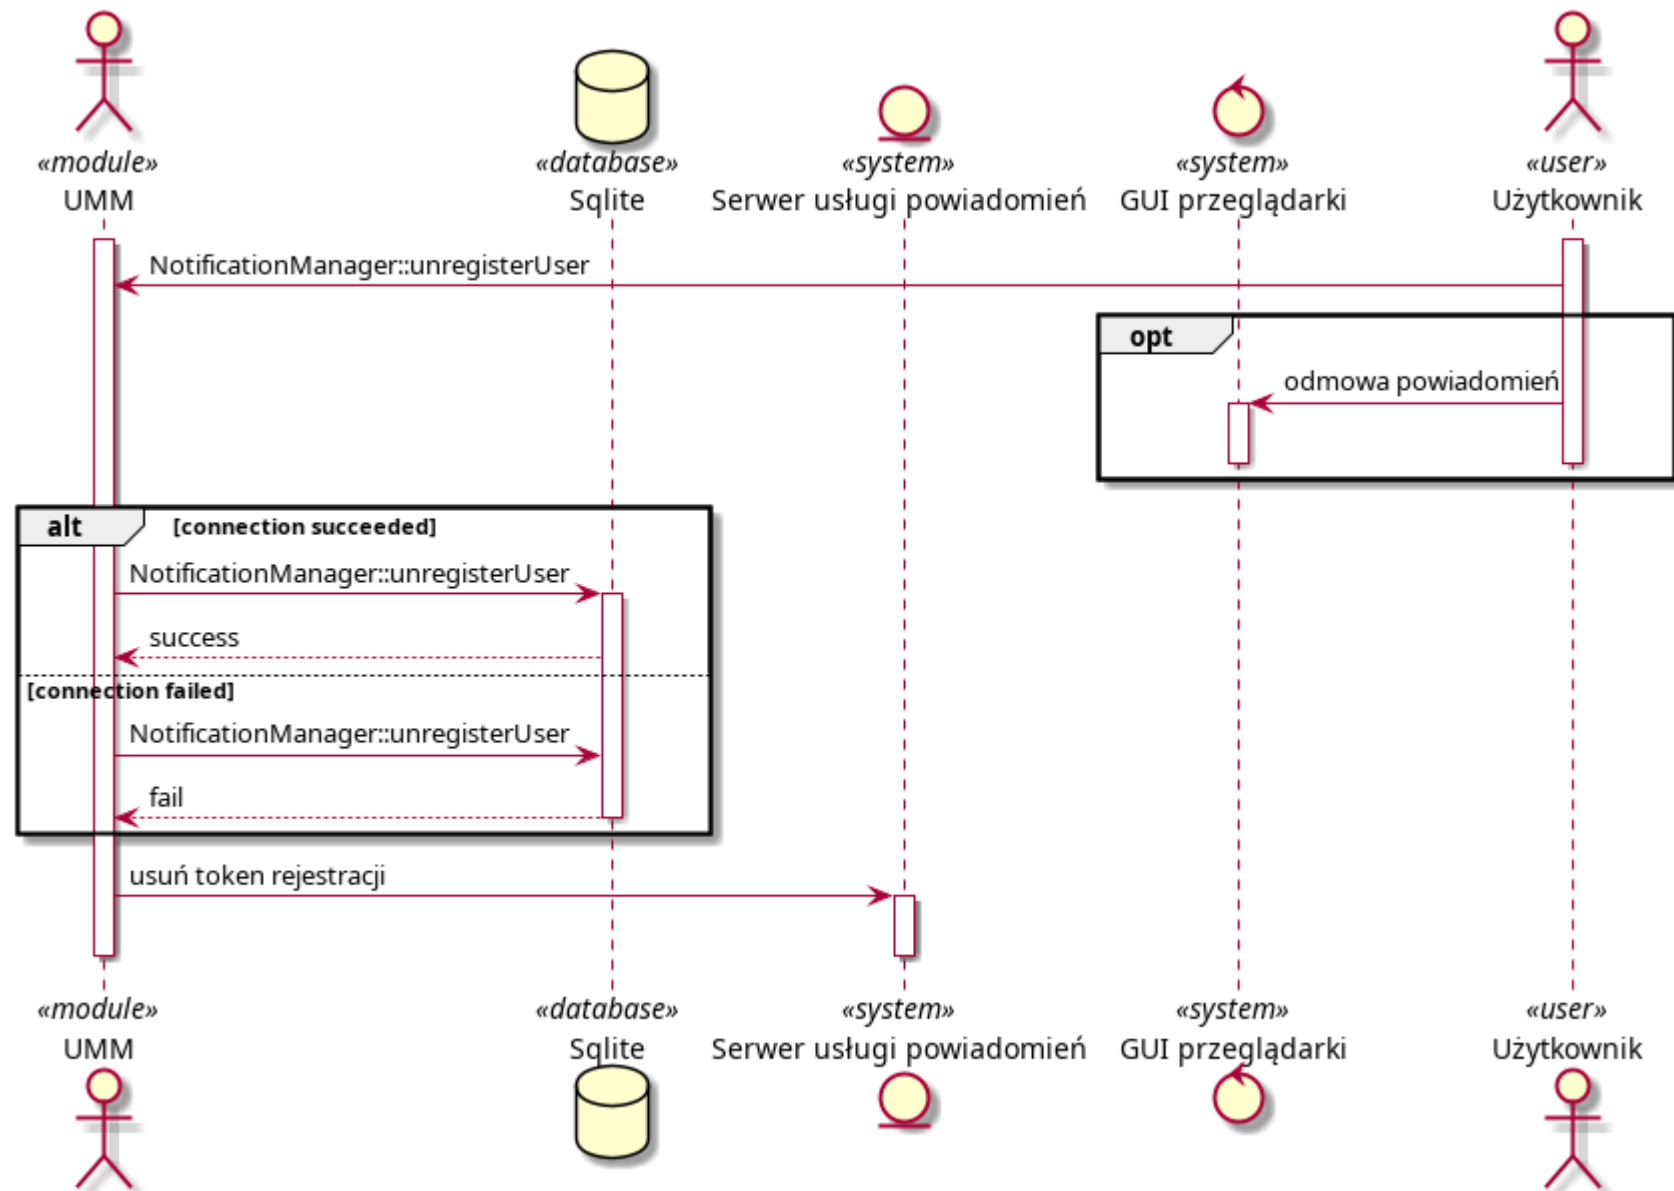 «module»
UMM
«database»
Sqlite
«system»
Serwer usługi powiadomień
«system»
GUI przeglądarki
«user»
Użytkownik
NotificationManager::unregisterUser
opt
odmowa powiadomień
alt
[connection succeeded]
NotificationManager::unregisterUser
success
[connection failed]
NotificationManager::unregisterUser
fail
usuń token rejestracji
«module»
UMM
«database»
Sqlite
«system»
Serwer usługi powiadomień
«system»
GUI przeglądarki
«user»
Użytkownik